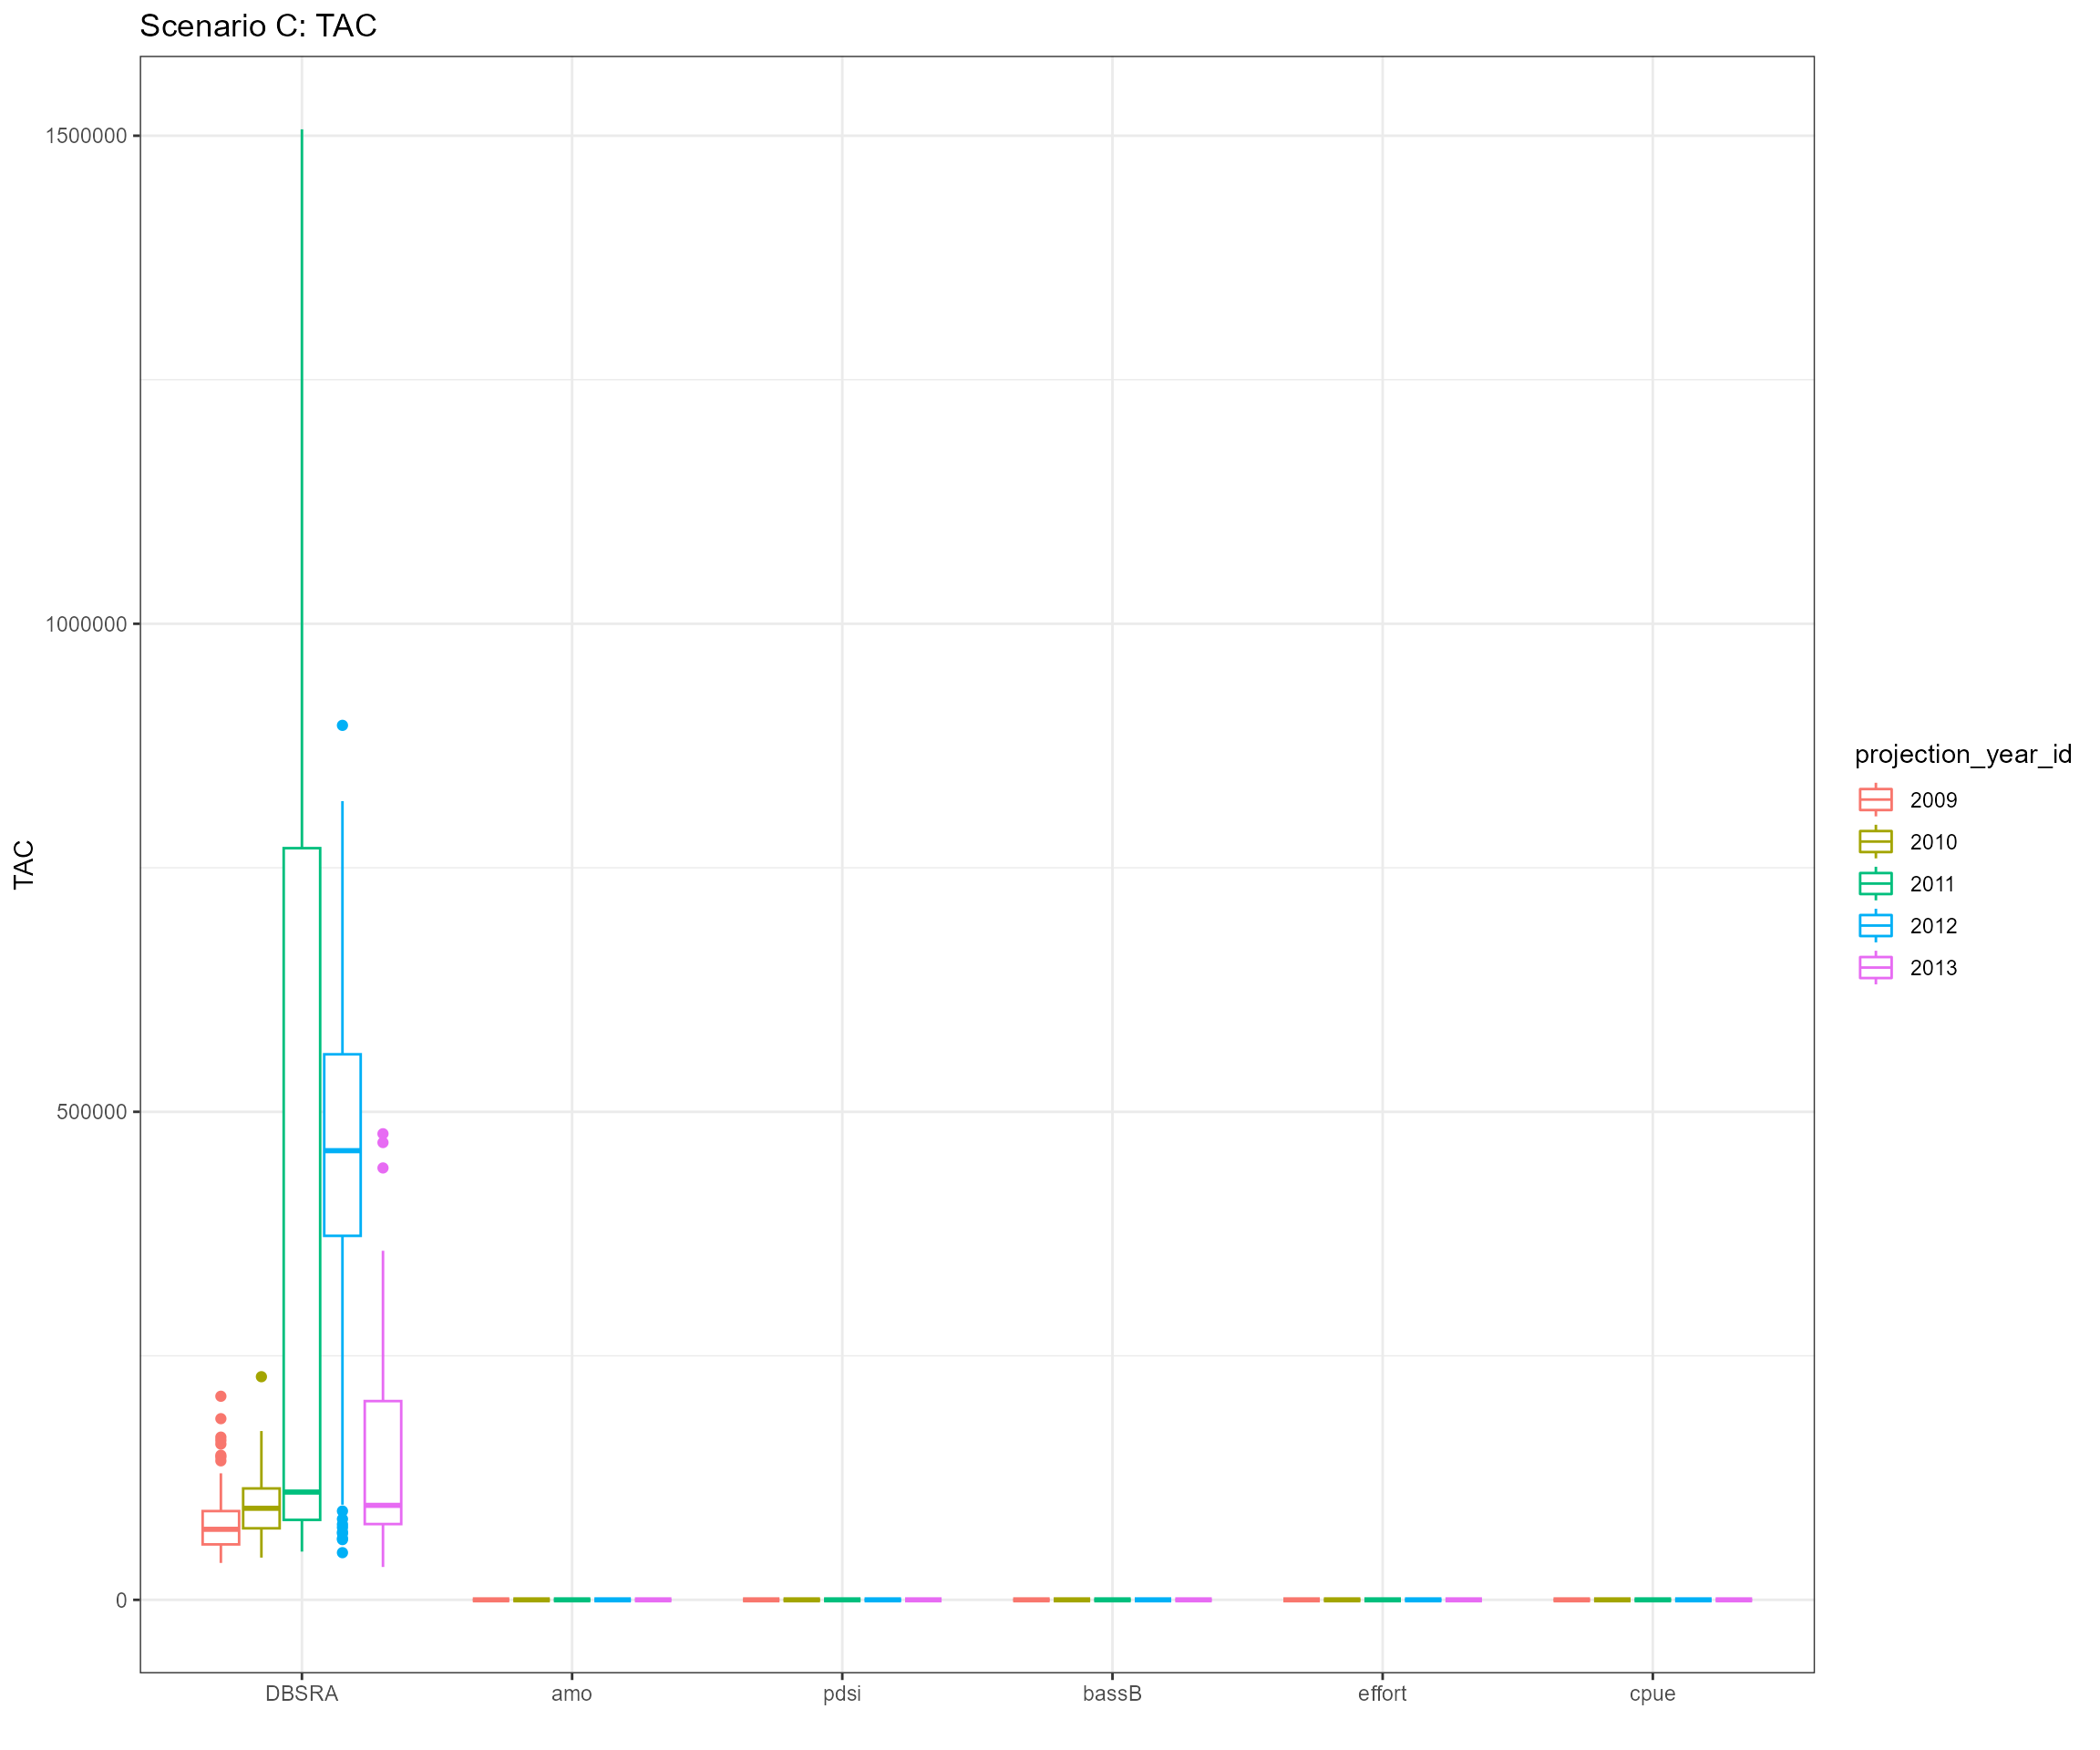 Scenario C: TAC
1500000
1000000
500000
0
TAC
DBSRA amo pdsi bassB effort cpue
projection_year_id
2009
2010
2011
2012
2013